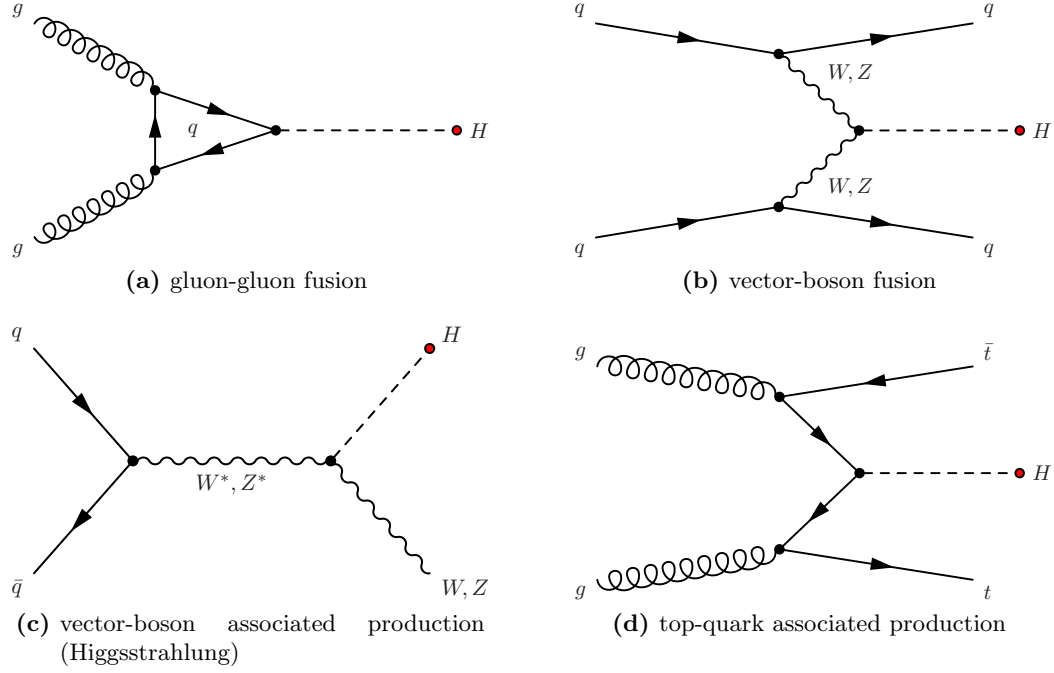 g
q
H
g
(a) gluon-gluon fusion
q
q
W, Z
H
W, Z
q
q
(b) vector-boson fusion
q
H
W*, Z*
q̄
W, Z
(c) vector-boson associated production
(Higgsstrahlung)
g
t̄
H
g
t
(d) top-quark associated production